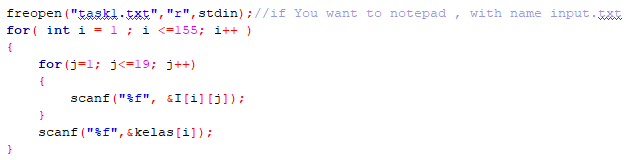 freopen("task1.txt","r",stdin);//if You want to notepad , with name input.txt
for( int i = 1 ; i <=155; i++ )
{
for(j=1; j<=19; j++)
{
scanf("%f", &I[i][j]);
}
scanf("%f",&kelas[i]);
}